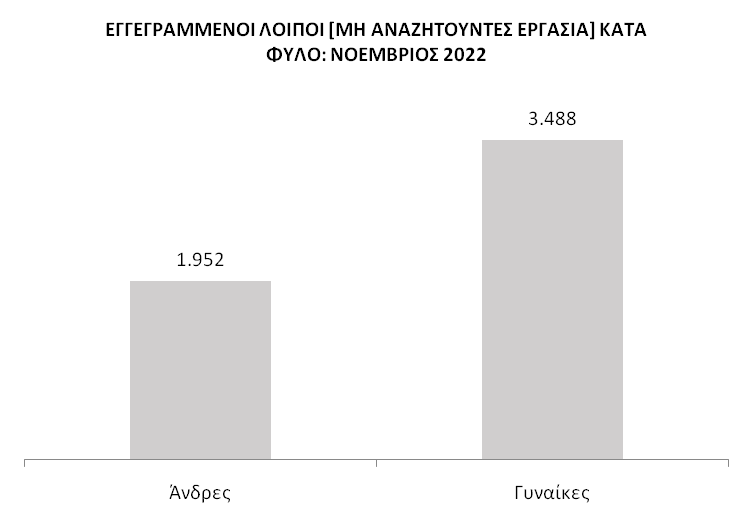 ΕΓΓΕΓΡΑΜΜΕΝΟΙ ΛΟΙΠΟΙ [ΜΗ ΑΝΑΖΗΤΟΥΝΤΕΣ ΕΡΓΑΣΙΑ] ΚΑΤΑ
ΦΥΛΟ: ΝΟΕΜΒΡΙΟΣ 2022
3.488
1.952
Άνδρες
Γυναίκες